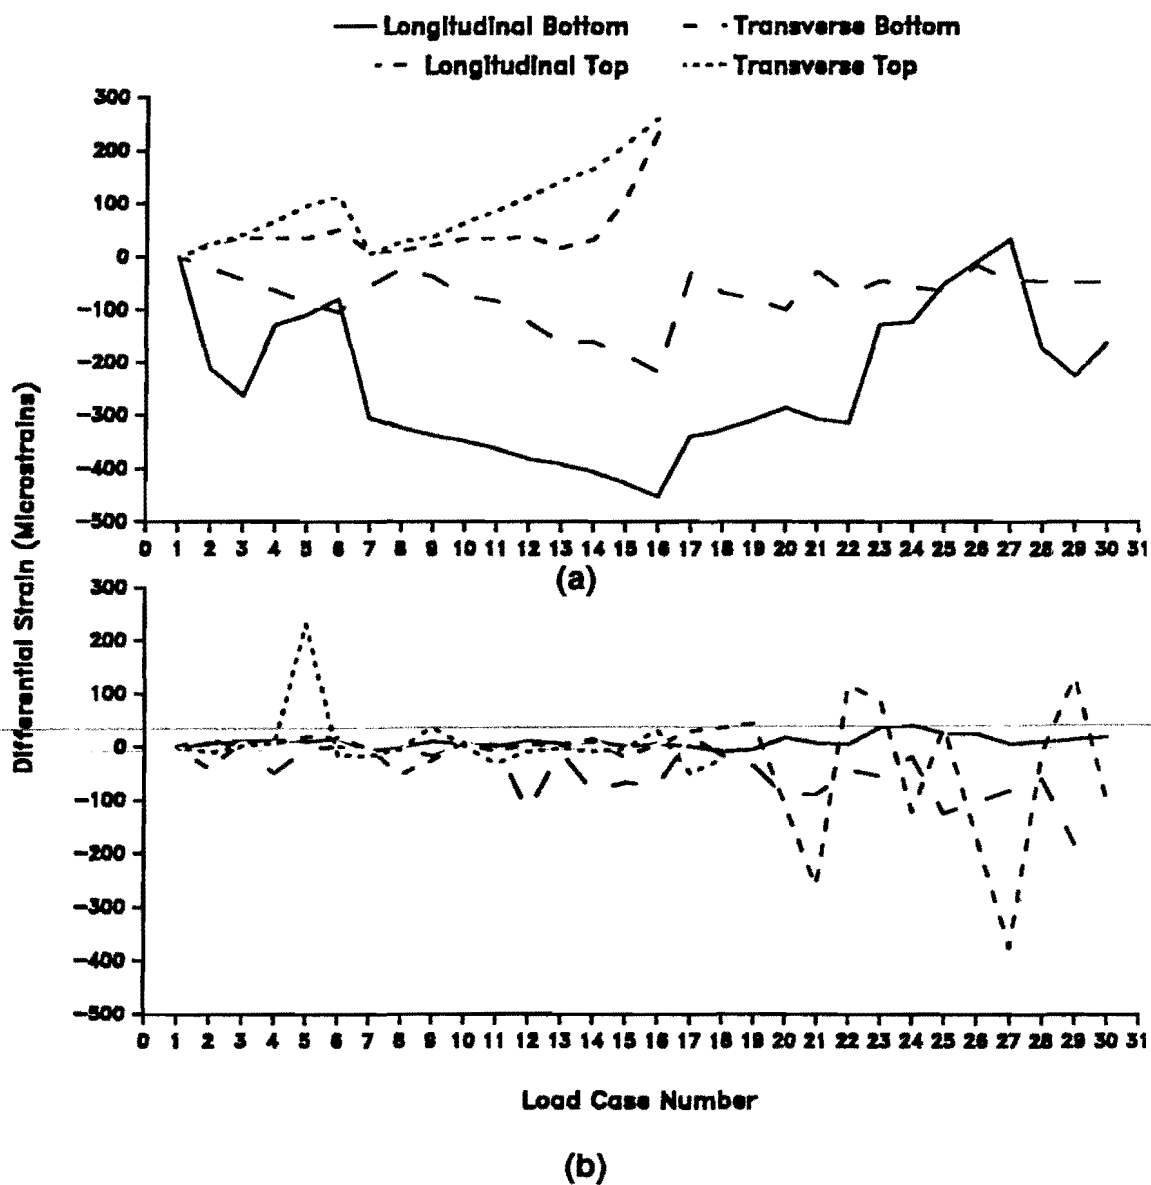 Longitudinal Bottom Transverse Bottom
Longitudinal Top Transverse Top
300
200
100
0
−100
−200
−300
−400
−500
0 1 2 3 4 5 6 7 8 9 10 11 12 13 14 15 16 17 18 19 20 21 22 23 24 25 26 27 28 29 30 31
(a)
Differential Strain (Microstrains)
300
200
100
0
−100
−200
−300
−400
−500
0 1 2 3 4 5 6 7 8 9 10 11 12 13 14 15 16 17 18 19 20 21 22 23 24 25 26 27 28 29 30 31
Load Case Number
(b)